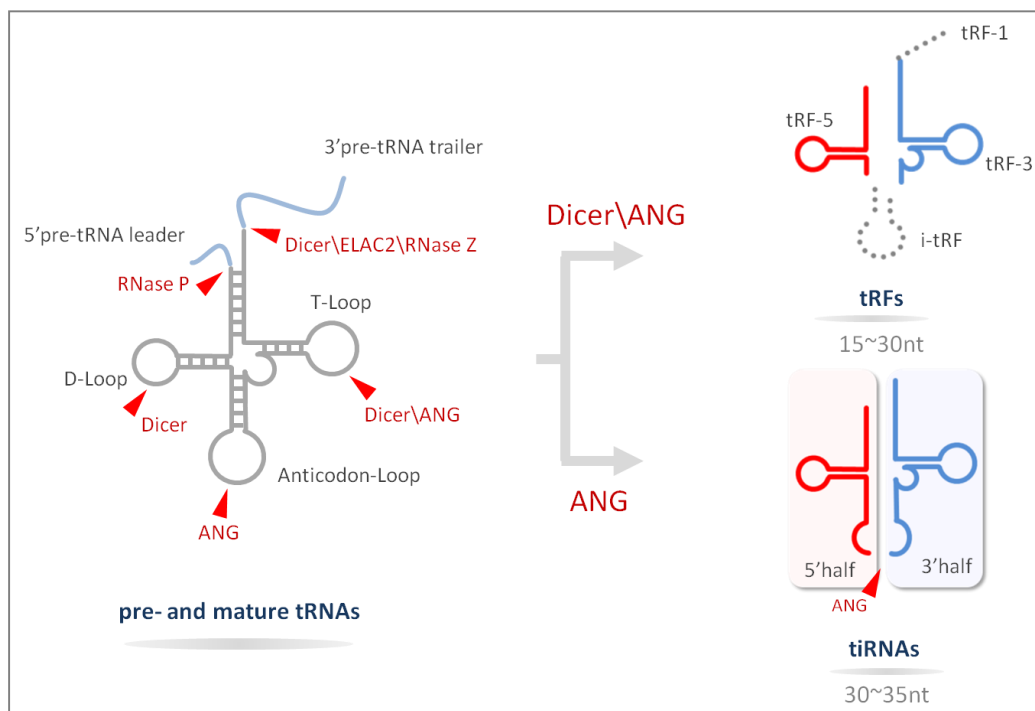 3'pre-tRNA trailer
5'pre-tRNA leader
Dicer\ELAC2\RNase Z
RNase P
T-Loop
D-Loop
Dicer
Dicer\ANG
Anticodon-Loop
ANG
pre- and mature tRNAs
Dicer\ANG
ANG
tRF-1
tRF-5
tRF-3
i-tRF
tRFs
15~30nt
5'half
3'half
ANG
tiRNAs
30~35nt